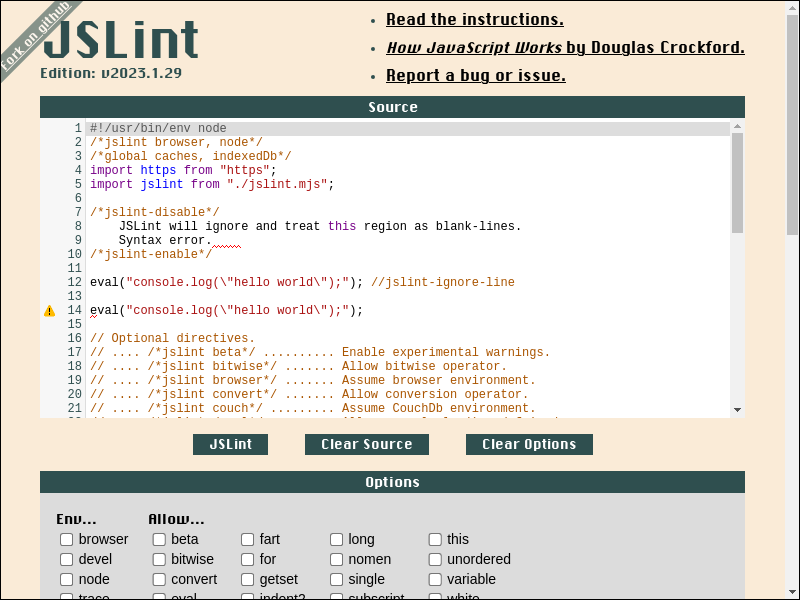 Fork on github
JSLint
Edition: v2023.1.29
Read the instructions.
How JavaScript Works by Douglas Crockford.
Report a bug or issue.
Source
1 #!/usr/bin/env node
2 /*jslint browser, node*/
3 /*global caches, indexedDb*/
4 import https from "https";
5 import jslint from "./jslint.mjs";
6
7 /*jslint-disable*/
8     JSLint will ignore and treat this region as blank-lines.
9     Syntax error.
10 /*jslint-enable*/
11
12 eval("console.log(\"hello world\");"); //jslint-ignore-line
13
14 eval("console.log(\"hello world\");");
15
16 // Optional directives.
17 // .... /*jslint beta*/ .......... Enable experimental warnings.
18 // .... /*jslint bitwise*/ ....... Allow bitwise operator.
19 // .... /*jslint browser*/ ....... Assume browser environment.
20 // .... /*jslint convert*/ ....... Allow conversion operator.
21 // .... /*jslint couch*/ ......... Assume CouchDb environment.
JSLint Clear Source Clear Options
Options
Env... Allow...
browser beta fart long this
devel bitwise for nomen unordered
node convert getset single variable
trace eval indent2 subscript white